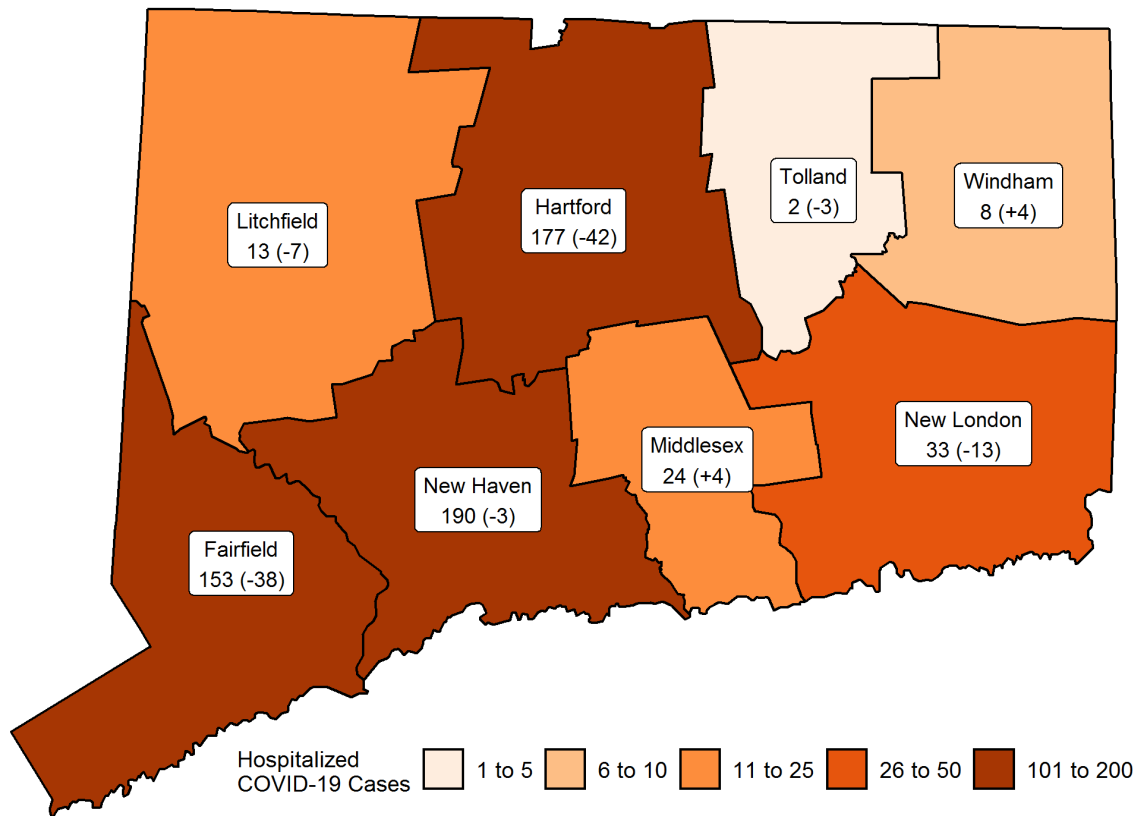 Litchfield
13 (-7)
Hartford
177 (-42)
Tolland
2 (-3)
Windham
8 (+4)
New London
33 (-13)
Middlesex
24 (+4)
New Haven
190 (-3)
Fairfield
153 (-38)
Hospitalized
COVID-19 Cases
1 to 5
6 to 10
11 to 25
26 to 50
101 to 200